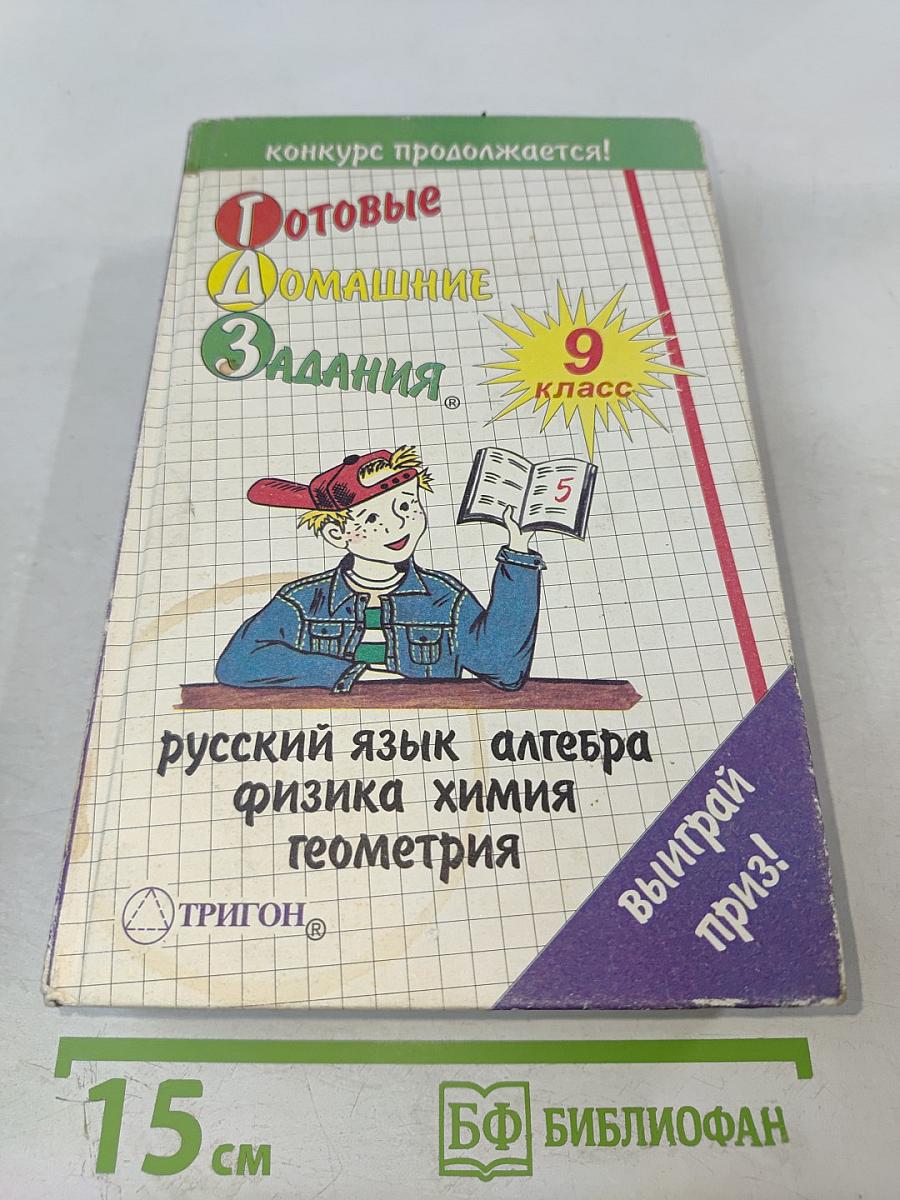 конкурс продолжается!
Готовые
Домашние
Задания®
9
класс
5
русский язык алгебра
физика химия
геометрия
ТРИГОН®
выиграй
приз!
15 см
БФ БИБЛИОФАН